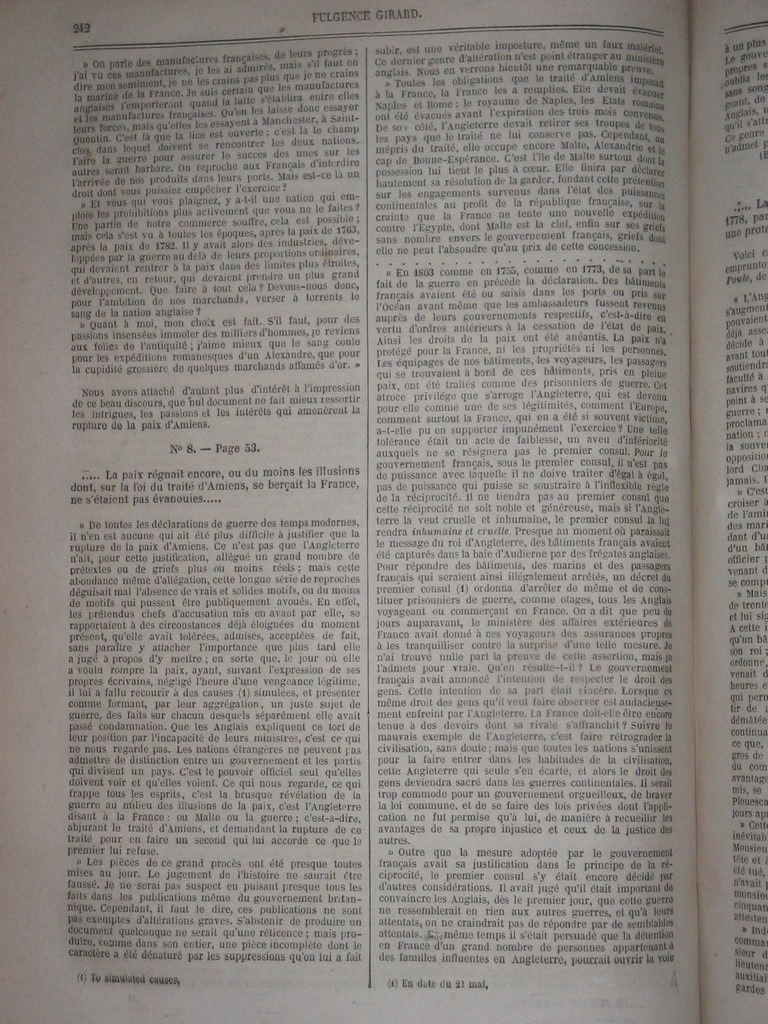 242
FULGENCE GIRARD.
» On parle des manufactures françaises, de leurs progrès ;
j'ai vu ces manufactures, je les ai admirées, mais s'il faut en
dire mon sentiment, je ne les crains pas plus que je ne crains
la marine de la France. Je suis certain que les manufactures
anglaises l'emporteront quand la lutte s'établira entre elles
et les manufactures françaises. Qu'on les laisse donc essayer
leurs forces, mais qu'elles les essayent à Manchester, à Saint-
Quentin. C'est là que la lice est ouverte ; c'est là le champ
clos dans lequel doivent se rencontrer les deux nations.
Faire la guerre pour assurer le succès des unes sur les
autres serait barbare. On reproche aux Français d'interdire
l'arrivée de nos produits dans leurs ports. Mais est-ce là un
droit dont vous puissiez empêcher l'exercice ?
» Et vous qui vous plaignez, y a-t-il une nation qui em-
ploie les prohibitions plus activement que vous ne le faites ?
Une partie de notre commerce souffre, cela est possible ;
mais cela s'est vu à toutes les époques, après la paix de 1763,
après la paix de 1782. Il y avait alors des industries, déve-
loppées par la guerre au delà de leurs proportions ordinaires,
qui devaient rentrer à la paix dans des limites plus étroites,
et d'autres, en retour, qui devaient prendre un plus grand
développement. Que faire à tout cela ? Devons-nous donc,
pour l'ambition de nos marchands, verser à torrents le
sang de la nation anglaise ?
» Quant à moi, mon choix est fait. S'il faut, pour des
passions insensées immoler des milliers d'hommes, je reviens
aux folies de l'antiquité ; j'aime mieux que le sang coule
pour les expéditions romanesques d'un Alexandre, que pour
la cupidité grossière de quelques marchands affamés d'or. »
Nous avons attaché d'autant plus d'intérêt à l'impression
de ce beau discours, que nul document ne fait mieux ressortir
les intrigues, les passions et les intérêts qui amenèrent la
rupture de la paix d'Amiens.
No 8. — Page 53.
..... La paix régnait encore, ou du moins les illusions
dont, sur la foi du traité d'Amiens, se berçait la France,
ne s'étaient pas évanouies.....
« De toutes les déclarations de guerre des temps modernes,
il n'en est aucune qui ait été plus difficile à justifier que la
rupture de la paix d'Amiens. Ce n'est pas que l'Angleterre
n'ait, pour cette justification, allégué un grand nombre de
prétextes ou de griefs plus ou moins réels ; mais cette
abondance même d'allégation, cette longue série de reproches
déguisait mal l'absence de vrais et solides motifs, ou du moins
de motifs qui pussent être publiquement avoués. En effet,
les prétendus chefs d'accusation mis en avant par elle, se
rapportaient à des circonstances déjà éloignées du moment
présent, qu'elle avait tolérées, admises, acceptées de fait,
sans paraître y attacher l'importance que plus tard elle
a jugé à propos d'y mettre ; en sorte que, le jour où elle
a voulu rompre la paix, ayant, suivant l'expression de ses
propres écrivains, négligé l'heure d'une vengeance légitime,
il lui a fallu recourir à des causes (1) simulées, et présenter
comme formant, par leur aggrégation, un juste sujet de
guerre, des faits sur chacun desquels séparément elle avait
passé condamnation. Que les Anglais expliquent ce tort de
leur position par l'incapacité de leurs ministres, c'est ce qui
ne nous regarde pas. Les nations étrangères ne peuvent pas
admettre de distinction entre un gouvernement et les partis
qui divisent un pays. C'est le pouvoir officiel seul qu'elles
doivent voir et qu'elles voient. Ce qui nous regarde, ce qui
frappe tous les esprits, c'est la brusque révélation de la
guerre au milieu des illusions de la paix, c'est l'Angleterre
disant à la France : ou Malte ou la guerre ; c'est-a-dire,
abjurant le traité d'Amiens, et demandant la rupture de ce
traité pour en faire un second qui lui accorde ce que le
premier lui refuse.
» Les pièces de ce grand procès ont été presque toutes
mises au jour. Le jugement de l'histoire ne saurait être
faussé. Je ne serai pas suspect en puisant presque tous les
faits dans les publications même du gouvernement britan-
nique. Cependant, il faut le dire, ces publications ne sont
pas exemptes d'altérations graves. S'abstenir de produire un
document quelconque ne serait qu'une réticence ; mais pro-
duire, comme dans son entier, une pièce incomplète dont le
caractère a été dénaturé par les suppressions qu'on lui a fait
(1) To simulated causes,
subir, est une véritable imposture, même un faux matériel.
Ce dernier genre d'altération n'est point étranger au ministère
anglais. Nous en verrons bientôt une remarquable preuve.
» Toutes les obligations que le traité d'Amiens imposait
à la France, la France les a remplies. Elle devait évacuer
Naples et Rome ; le royaume de Naples, les Etats romains
ont été évacués avant l'expiration des trois mois convenus.
De son côté, l'Angleterre devait retirer ses troupes de tous
les pays que le traité ne lui conserve pas. Cependant, au
mépris du traité, elle occupe encore Malte, Alexandrie et le
cap de Bonne-Espérance. C'est l'île de Malte surtout dont la
possession lui tient le plus à cœur. Elle finira par déclarer
hautement sa résolution de la garder, fondant cette prétention
sur les engagements survenus dans l'état des puissances
continentales au profit de la république française, sur la
crainte que la France ne tente une nouvelle expédition
contre l'Egypte, dont Malte est la clef, enfin sur ses griefs
sans nombre envers le gouvernement français, griefs dont
elle ne peut l'absoudre qu'au prix de cette concession.
. . . . . . . . . . . . . . . . . . . .
» En 1803 comme en 1755, comme en 1773, de sa part le
fait de la guerre en précède la déclaration. Des bâtiments
français avaient été ou saisis dans les ports ou pris sur
l'Océan avant même que les ambassadeurs fussent revenus
auprès de leurs gouvernements respectifs, c'est-à-dire en
vertu d'ordres antérieurs à la cessation de l'état de paix.
Ainsi les droits de la paix ont été anéantis. La paix n'a
protégé pour la France, ni les propriétés ni les personnes.
Les équipages de nos bâtiments, les voyageurs, les passagers
qui se trouvaient à bord de ces bâtiments, pris en pleine
paix, ont été traités comme des prisonniers de guerre. Cet
atroce privilége que s'arroge l'Angleterre, qui est devenu
pour elle comme une de ses légitimités, comment l'Europe,
comment surtout la France, qui en a été si souvent victime,
a-t-elle pu en supporter impunément l'exercice ? Une telle
tolérance était un acte de faiblesse, un aveu d'infériorité
auxquels ne se résignera pas le premier consul. Pour le
gouvernement français, sous le premier consul, il n'est pas
de puissance avec laquelle il ne doive traiter d'égal à égal,
pas de puissance qui puisse se soustraire à l'inflexible règle
de la réciprocité. Il ne tiendra pas au premier consul que
cette réciprocité ne soit noble et généreuse, mais si l'Angle-
terre la veut cruelle et inhumaine, le premier consul la lui
rendra inhumaine et cruelle. Presque au moment où paraissait
le message du roi d'Angleterre, des bâtiments français avaient
été capturés dans la baie d'Audierne par des frégates anglaises.
Pour répondre des bâtiments, des marins et des passagers
français qui seraient ainsi illégalement arrêtés, un décret du
premier consul (1) ordonna d'arrêter de même et de cons-
tituer prisonniers de guerre, comme otages, tous les Anglais
voyageant ou commerçant en France. On a dit que peu de
jours auparavant, le ministère des affaires extérieures de
France avait donné à ces voyageurs des assurances propres
à les tranquilliser contre la surprise d'une telle mesure. Je
n'ai trouvé nulle part la preuve de cette assertion, mais je
l'admets pour vraie. Qu'en résulte-t-il ? Le gouvernement
français avait annoncé l'intention de respecter le droit des
gens. Cette intention de sa part était sincère. Lorsque ce
même droit des gens qu'il veut faire observer est audacieuse-
ment enfreint par l'Angleterre. La France doit-elle être encore
tenue à des devoirs dont sa rivale s'affranchit ? Suivre le
mauvais exemple de l'Angleterre, c'est faire rétrograder la
civilisation, sans doute ; mais que toutes les nations s'unissent
pour la faire entrer dans les habitudes de la civilisation,
cette Angleterre qui seule s'en écarte, et alors le droit des
gens deviendra sacré dans les guerres continentales. Il serait
trop commode pour un gouvernement orgueilleux, de braver
la loi commune, et de se faire des lois privées dont l'appli-
cation ne fut permise qu'à lui, de manière à recueillir les
avantages de sa propre injustice et ceux de la justice des
autres.
» Outre que la mesure adoptée par le gouvernement
français avait sa justification dans le principe de la ré-
ciprocité, le premier consul s'y était encore décidé par
d'autres considérations. Il avait jugé qu'il était important de
convaincre les Anglais, dès le premier jour, que cette guerre
ne ressemblerait en rien aux autres guerres, et qu'à leurs
attentats, on ne craindrait pas de répondre par de semblables
attentats. En même temps il s'était persuadé que la détention
en France d'un grand nombre de personnes appartenant à
des familles influentes en Angleterre, pourrait ouvrir la voie
(1) En date du 22 mai,